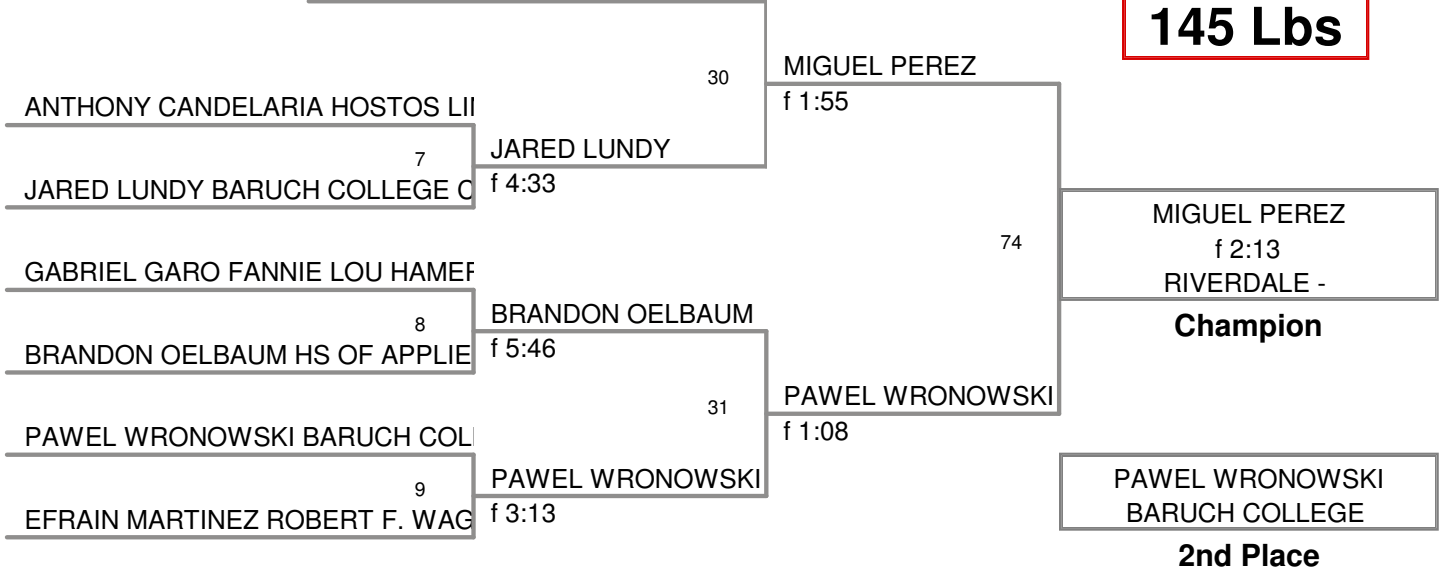 145 Lbs
30
MIGUEL PEREZ
f 1:55
ANTHONY CANDELARIA HOSTOS
7
JARED LUNDY
JARED LUNDY BARUCH COLLEGE
f 4:33
74
MIGUEL PEREZ
f 2:13
RIVERDALE -
Champion
GABRIEL GARO FANNIE LOU
8
BRANDON OELBAUM
BRANDON OELBAUM HS OF APPLIE
f 5:46
31
PAWEL WRONOWSKI
f 1:08
PAWEL WRONOWSKI BARUCH COL
9
PAWEL WRONOWSKI
EFRAIN MARTINEZ ROBERT F. WAG
f 3:13
PAWEL WRONOWSKI
BARUCH COLLEGE
2nd Place